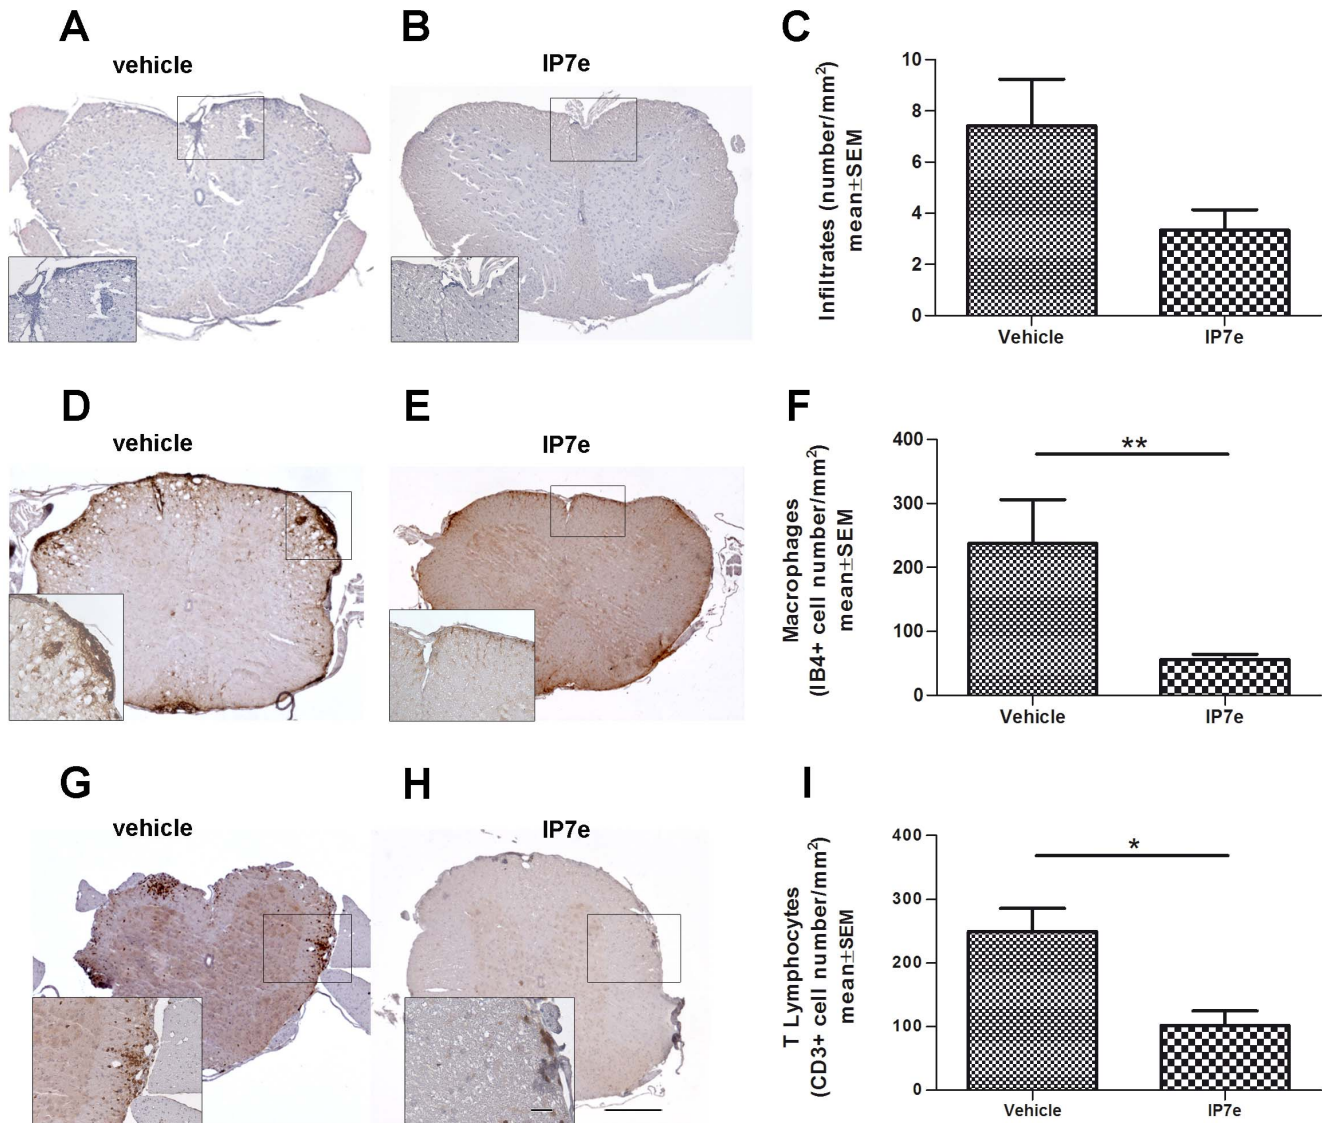 A
vehicle
B
IP7e
C
Infiltrates (number/mm²)
mean±SEM
10
8
6
4
2
0
Vehicle
IP7e
D
vehicle
E
IP7e
F
Macrophages
(IB4+ cell number/mm²)
mean±SEM
**
400
300
200
100
0
Vehicle
IP7e
G
vehicle
H
IP7e
I
T Lymphocytes
(CD3+ cell number/mm²)
mean±SEM
*
400
300
200
100
0
Vehicle
IP7e